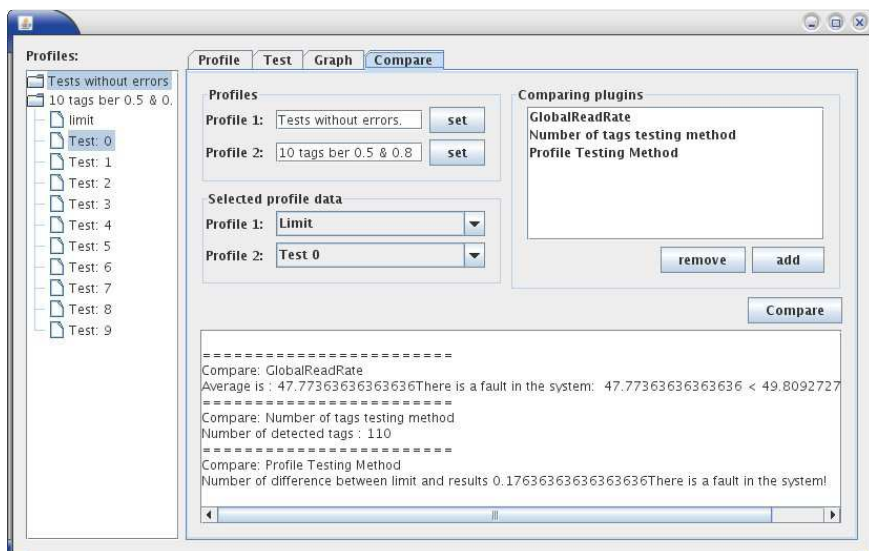 Profiles:
Tests without errors
10 tags ber 0.5 & 0.
limit
Test: 0
Test: 1
Test: 2
Test: 3
Test: 4
Test: 5
Test: 6
Test: 7
Test: 8
Test: 9
Profile Test Graph Compare
Profiles
Profile 1: Tests without errors. set
Profile 2: 10 tags ber 0.5 & 0.8 set
Selected profile data
Profile 1: Limit
Profile 2: Test 0
Comparing plugins
GlobalReadRate
Number of tags testing method
Profile Testing Method
remove add
Compare
========================
Compare: GlobalReadRate
Average is : 47.77363636363636There is a fault in the system: 47.77363636363636 < 49.8092727
========================
Compare: Number of tags testing method
Number of detected tags : 110
========================
Compare: Profile Testing Method
Number of difference between limit and results 0.17636363636363636There is a fault in the system!